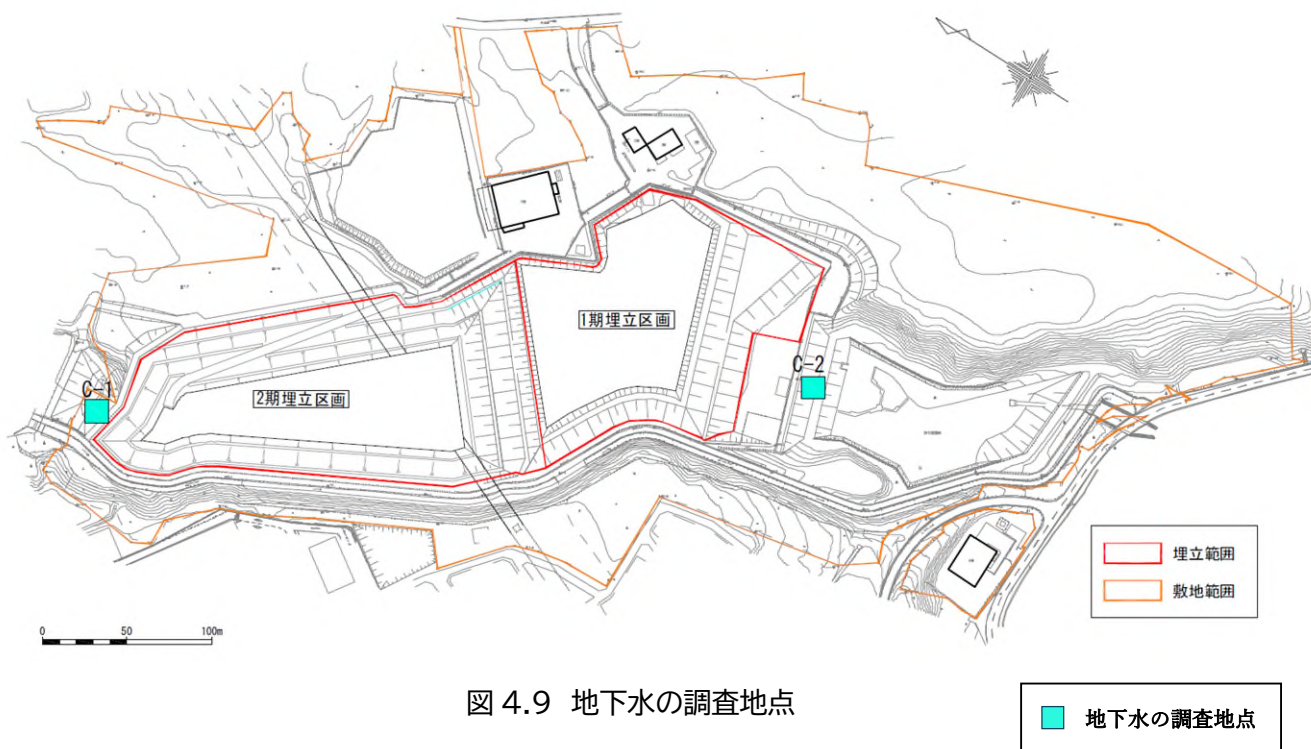 1期埋立区画
C-2
C-1
2期埋立区画
埋立範囲
敷地範囲
0 50 100m
図 4.9 地下水の調査地点
地下水の調査地点